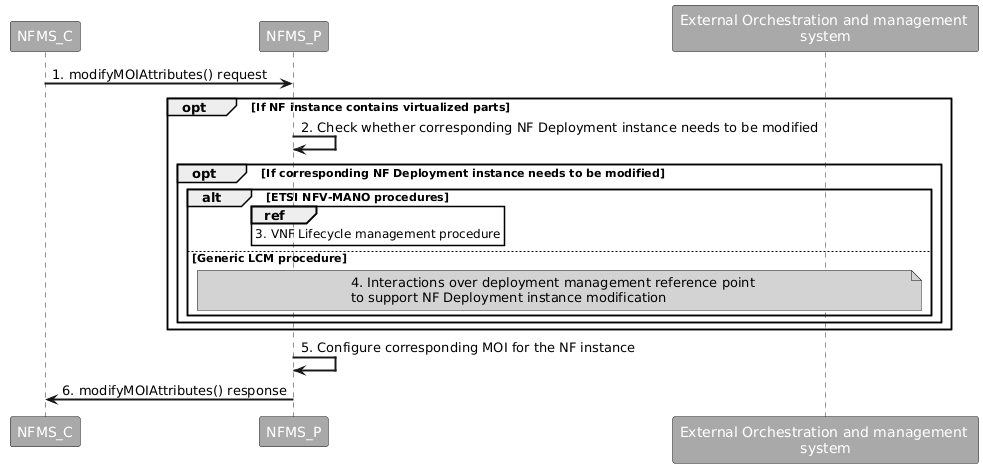 NFMS_C
NFMS_P
External Orchestration and management
system
1. modifyMOIAttributes() request
opt [If NF instance contains virtualized parts]
2. Check whether corresponding NF Deployment instance needs to be modified
opt [If corresponding NF Deployment instance needs to be modified]
alt [ETSI NFV-MANO procedures]
ref
3. VNF Lifecycle management procedure
[Generic LCM procedure]
4. Interactions over deployment management reference point
to support NF Deployment instance modification
5. Configure corresponding MOI for the NF instance
6. modifyMOIAttributes() response
NFMS_C
NFMS_P
External Orchestration and management
system